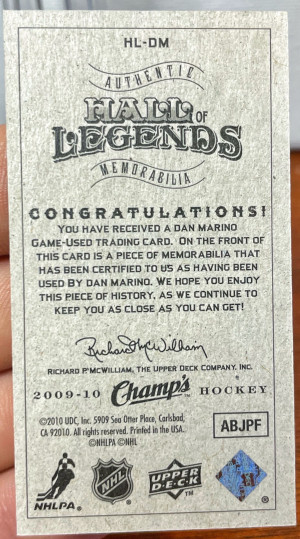 HL-DM
AUTHENTIC
HALL OF
LEGENDS
MEMORABILIA
CONGRATULATIONS!
YOU HAVE RECEIVED A DAN MARINO
GAME-USED TRADING CARD. ON THE FRONT OF
THIS CARD IS A PIECE OF MEMORABILIA THAT
HAS BEEN CERTIFIED TO US AS HAVING BEEN
USED BY DAN MARINO. WE HOPE YOU ENJOY
THIS PIECE OF HISTORY, AS WE CONTINUE TO
KEEP YOU AS CLOSE AS YOU CAN GET!
Richard McWilliam
RICHARD P. MCWILLIAM, THE UPPER DECK COMPANY, INC.
2009-10 Champ's HOCKEY
©2010 UDC, Inc. 5909 Sea Otter Place, Carlsbad,
CA 92010. All rights reserved. Printed in the USA.
©NHLPA ©NHL
ABJPF
NHLPA
NHL
UPPER
DECK